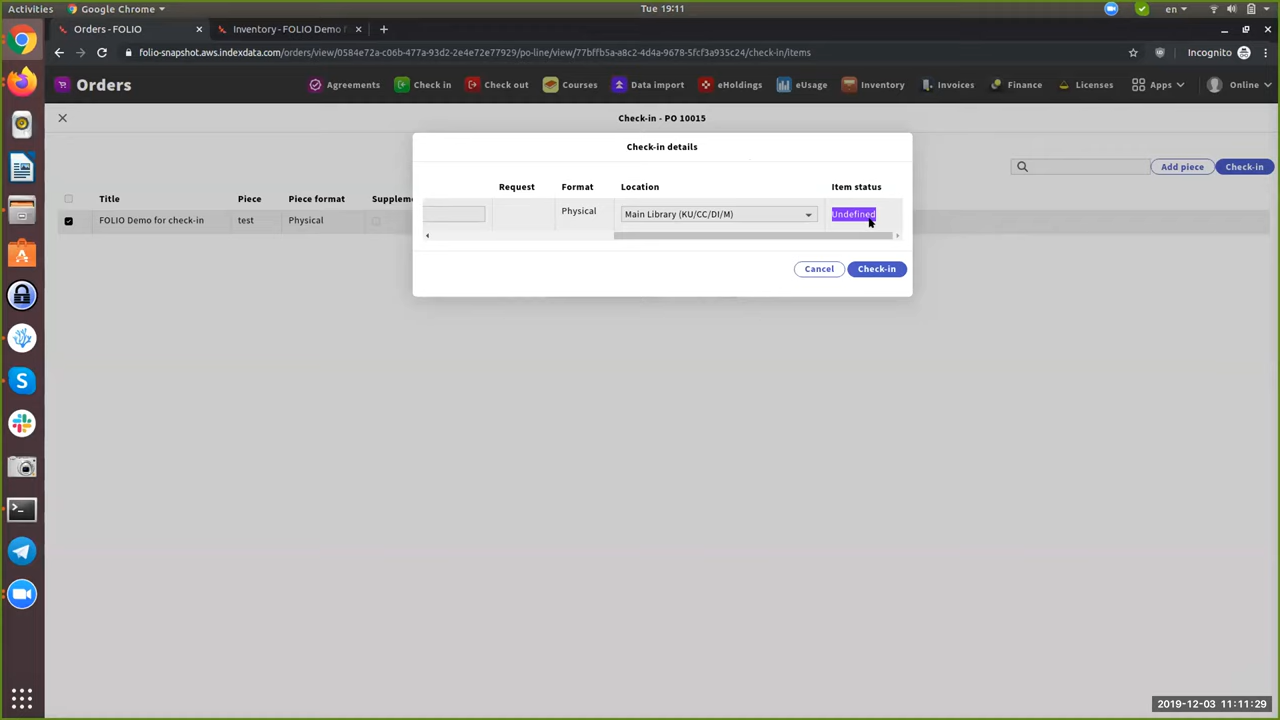 Activities
Google Chrome
Tue 19:11
en
Orders - FOLIO
Inventory - FOLIO Demo f
folio-snapshot.aws.indexdata.com/orders/view/0584e72a-c06b-477a-93d2-2e4e72e77929/po-line/view/77bffb5a-a8c2-4d4a-9678-5fcf3a935c24/check-in/items
Incognito
Orders
Agreements
Check in
Check out
Courses
Data import
eHoldings
eUsage
Inventory
Invoices
Finance
Licenses
Apps
Online
Check-in - PO 10015
Check-in details
Add piece
Check-in
Title
Piece
Piece format
Suppleme
Request
Format
Location
Item status
FOLIO Demo for check-in
test
Physical
Physical
Main Library (KU/CC/DI/M)
Undefined
Cancel
Check-in
2019-12-03 11:11:29